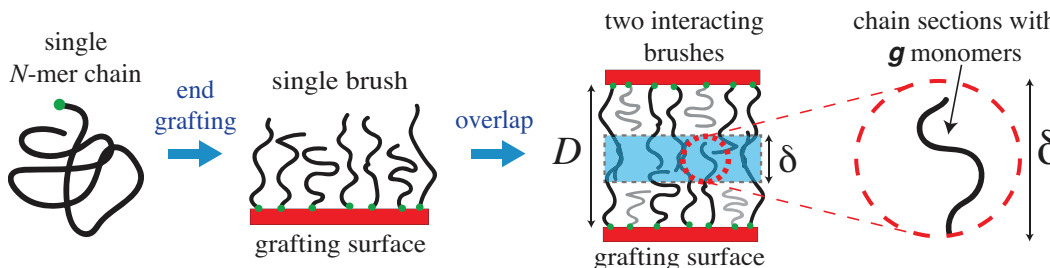 single
N-mer chain
end
grafting
single brush
grafting surface
overlap
two interacting
brushes
D
δ
grafting surface
chain sections with
g monomers
δ